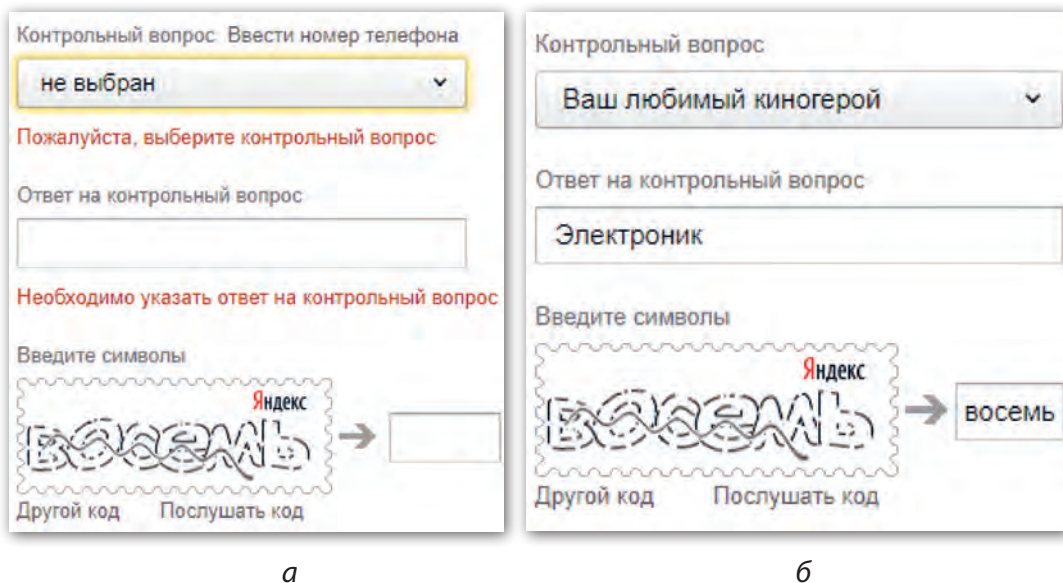 Контрольный вопрос Ввести номер телефона
не выбран
Пожалуйста, выберите контрольный вопрос
Ответ на контрольный вопрос
Необходимо указать ответ на контрольный вопрос
Введите символы
Яндекс
восемь
Другой код Послушать код
а
Контрольный вопрос
Ваш любимый киногерой
Ответ на контрольный вопрос
Электроник
Введите символы
Яндекс
восемь
восемь
Другой код Послушать код
б